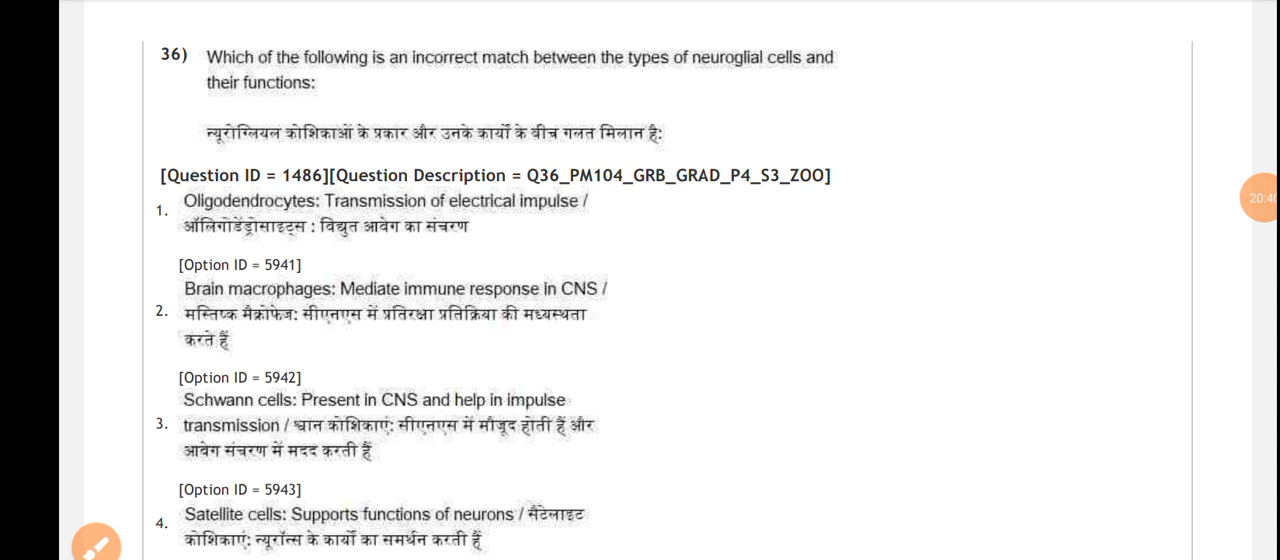 36) Which of the following is an incorrect match between the types of neuroglial cells and
their functions:
न्यूरोग्लियल कोशिकाओं के प्रकार और उनके कार्यों के बीच गलत मिलान है:
[Question ID = 1486][Question Description = Q36_PM104_GRB_GRAD_P4_S3_ZOO]
1. Oligodendrocytes: Transmission of electrical impulse /
ऑलिगोडेंड्रोसाइट्स : विद्युत आवेग का संचरण
[Option ID = 5941]
Brain macrophages: Mediate immune response in CNS /
2. मस्तिष्क मैक्रोफेज: सीएनएस में प्रतिरक्षा प्रतिक्रिया की मध्यस्थता
करते हैं
[Option ID = 5942]
Schwann cells: Present in CNS and help in impulse
3. transmission / श्वान कोशिकाएं: सीएनएस में मौजूद होती हैं और
आवेग संचरण में मदद करती हैं
[Option ID = 5943]
4. Satellite cells: Supports functions of neurons / सैटेलाइट
कोशिकाएं: न्यूरॉन्स के कार्यों का समर्थन करती हैं